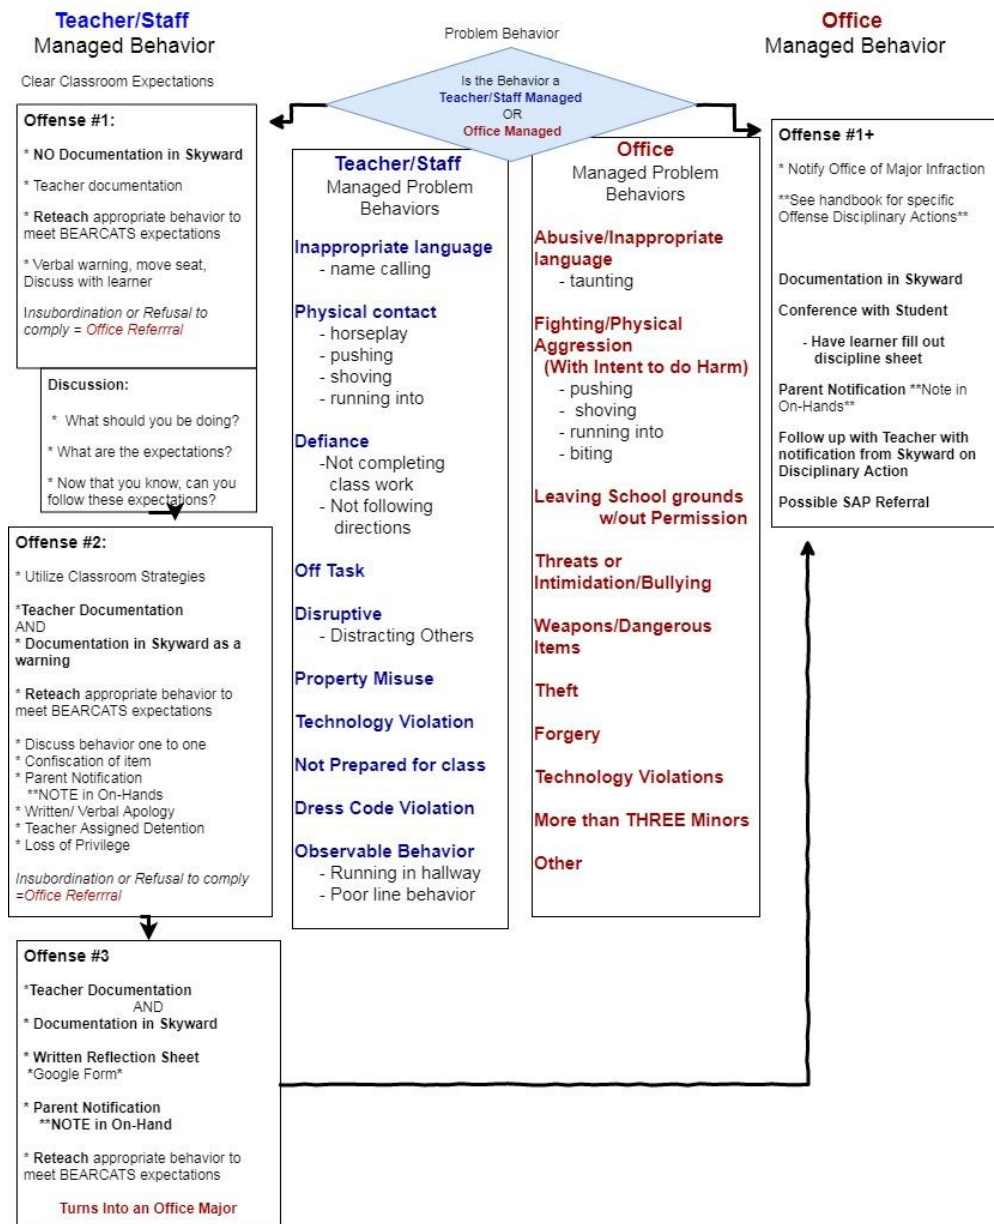 Teacher/Staff
Managed Behavior
Clear Classroom Expectations
Problem Behavior
Is the Behavior a
Teacher/Staff Managed
OR
Office Managed
Office
Managed Behavior
Offense #1:
* NO Documentation in Skyward
* Teacher documentation
* Reteach appropriate behavior to
meet BEARCATS expectations
* Verbal warning, move seat,
Discuss with learner
Insubordination or Refusal to
comply = Office Referrral
Discussion:
* What should you be doing?
* What are the expectations?
* Now that you know, can you
follow these expectations?
Offense #2:
* Utilize Classroom Strategies
*Teacher Documentation
AND
* Documentation in Skyward as a
warning
* Reteach appropriate behavior to
meet BEARCATS expectations
* Discuss behavior one to one
* Confiscation of item
* Parent Notification
**NOTE in On-Hands
* Written/ Verbal Apology
* Teacher Assigned Detention
* Loss of Privilege
Insubordination or Refusal to comply
=Office Referrral
Offense #3
*Teacher Documentation
AND
* Documentation in Skyward
* Written Reflection Sheet
*Google Form*
* Parent Notification
**NOTE in On-Hand
* Reteach appropriate behavior to
meet BEARCATS expectations
Turns Into an Office Major
Teacher/Staff
Managed Problem
Behaviors
Inappropriate language
- name calling
Physical contact
- horseplay
- pushing
- shoving
- running into
Defiance
-Not completing
class work
- Not following
directions
Off Task
Disruptive
- Distracting Others
Property Misuse
Technology Violation
Not Prepared for class
Dress Code Violation
Observable Behavior
- Running in hallway
- Poor line behavior
Office
Managed Problem
Behaviors
Abusive/Inappropriate
language
- taunting
Fighting/Physical
Aggression
(With Intent to do Harm)
- pushing
- shoving
- running into
- biting
Leaving School grounds
w/out Permission
Threats or
Intimidation/Bullying
Weapons/Dangerous
Items
Theft
Forgery
Technology Violations
More than THREE Minors
Other
Offense #1+
* Notify Office of Major Infraction
**See handbook for specific
Offense Disciplinary Actions**
Documentation in Skyward
Conference with Student
- Have learner fill out
discipline sheet
Parent Notification **Note in
On-Hands**
Follow up with Teacher with
notification from Skyward on
Disciplinary Action
Possible SAP Referral